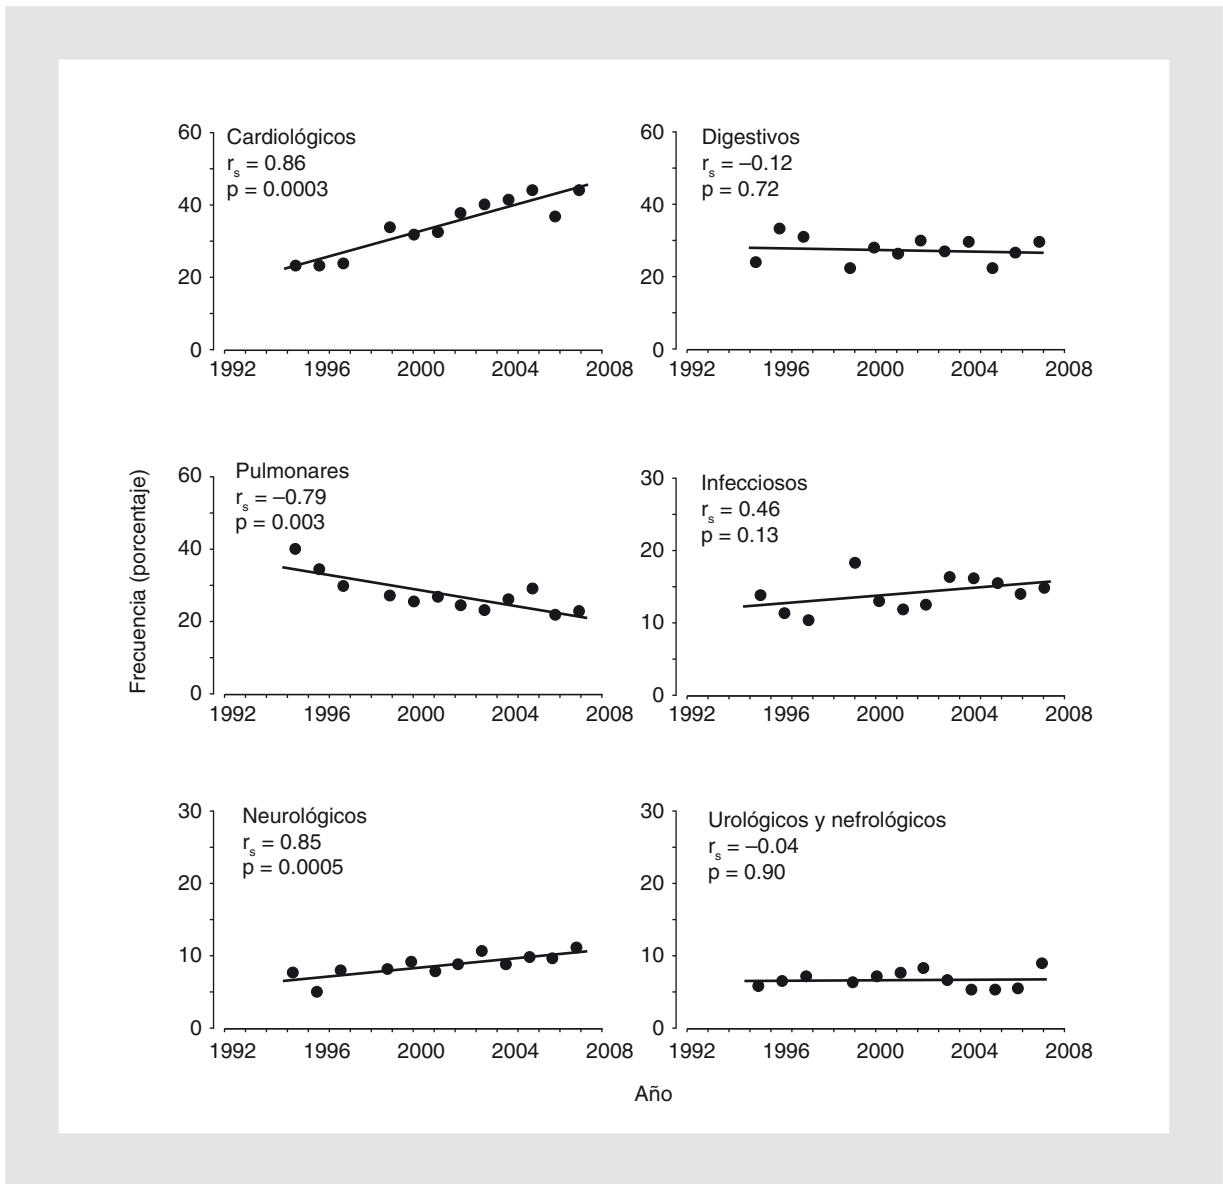 60
Cardiológicos
rs = 0.86
p = 0.0003
40
20
0
1992 1996 2000 2004 2008
60
Digestivos
rs = –0.12
p = 0.72
40
20
0
1992 1996 2000 2004 2008
Frecuencia (porcentaje)
60
Pulmonares
rs = –0.79
p = 0.003
40
20
0
1992 1996 2000 2004 2008
30
Infecciosos
rs = 0.46
p = 0.13
20
10
0
1992 1996 2000 2004 2008
30
Neurológicos
rs = 0.85
p = 0.0005
20
10
0
1992 1996 2000 2004 2008
30
Urológicos y nefrológicos
rs = –0.04
p = 0.90
20
10
0
1992 1996 2000 2004 2008
Año